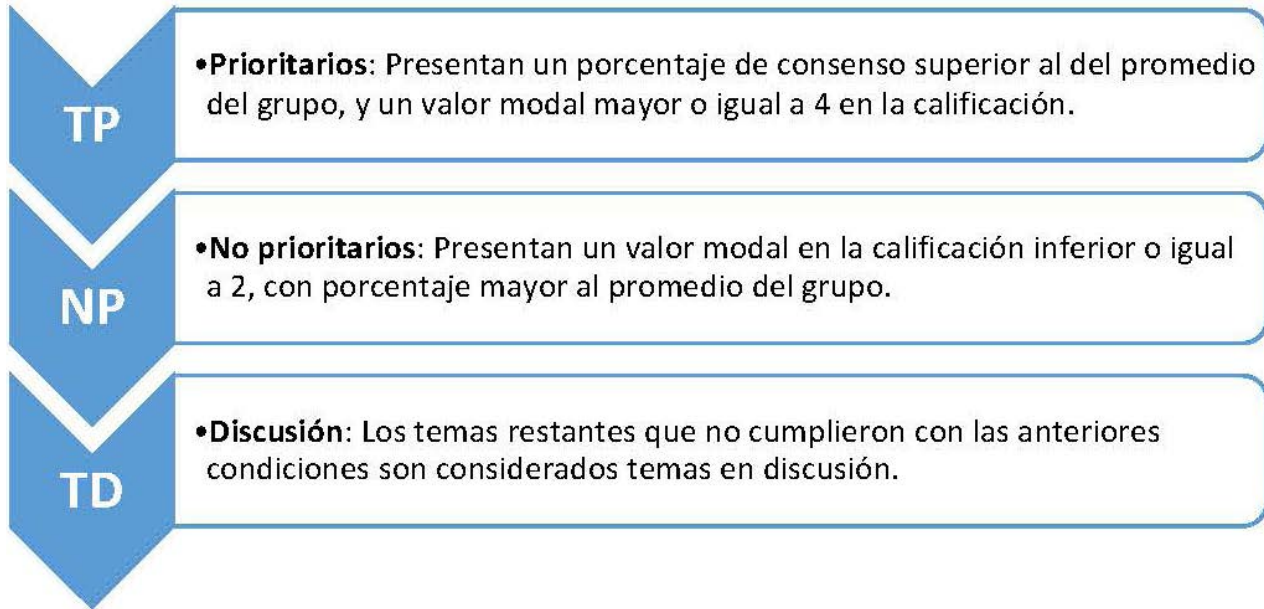 TP
•Prioritarios: Presentan un porcentaje de consenso superior al del promedio
del grupo, y un valor modal mayor o igual a 4 en la calificación.
NP
•No prioritarios: Presentan un valor modal en la calificación inferior o igual
a 2, con porcentaje mayor al promedio del grupo.
TD
•Discusión: Los temas restantes que no cumplieron con las anteriores
condiciones son considerados temas en discusión.